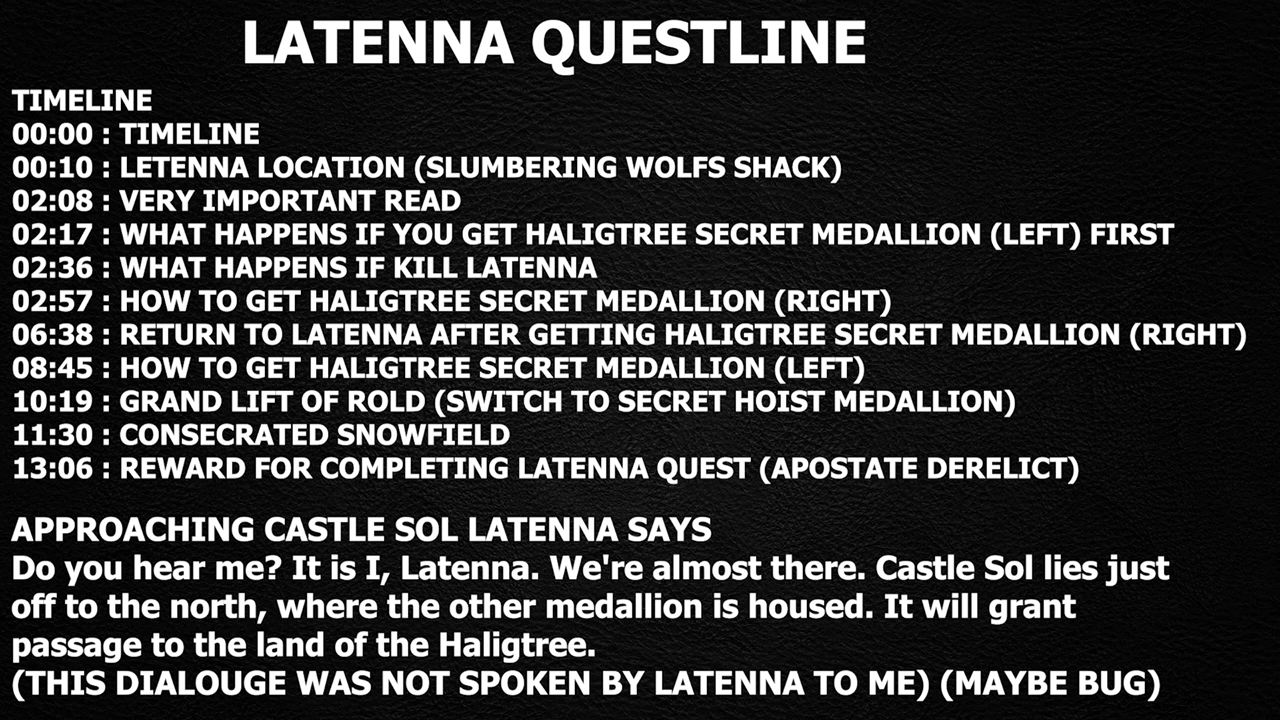 LATENNA QUESTLINE
TIMELINE
00:00 : TIMELINE
00:10 : LETENNA LOCATION (SLUMBERING WOLFS SHACK)
02:08 : VERY IMPORTANT READ
02:17 : WHAT HAPPENS IF YOU GET HALIGTREE SECRET MEDALLION (LEFT) FIRST
02:36 : WHAT HAPPENS IF KILL LATENNA
02:57 : HOW TO GET HALIGTREE SECRET MEDALLION (RIGHT)
06:38 : RETURN TO LATENNA AFTER GETTING HALIGTREE SECRET MEDALLION (RIGHT)
08:45 : HOW TO GET HALIGTREE SECRET MEDALLION (LEFT)
10:19 : GRAND LIFT OF ROLD (SWITCH TO SECRET HOIST MEDALLION)
11:30 : CONSECRATED SNOWFIELD
13:06 : REWARD FOR COMPLETING LATENNA QUEST (APOSTATE DERELICT)
APPROACHING CASTLE SOL LATENNA SAYS
Do you hear me? It is I, Latenna. We're almost there. Castle Sol lies just
off to the north, where the other medallion is housed. It will grant
passage to the land of the Haligtree.
(THIS DIALOUGE WAS NOT SPOKEN BY LATENNA TO ME) (MAYBE BUG)